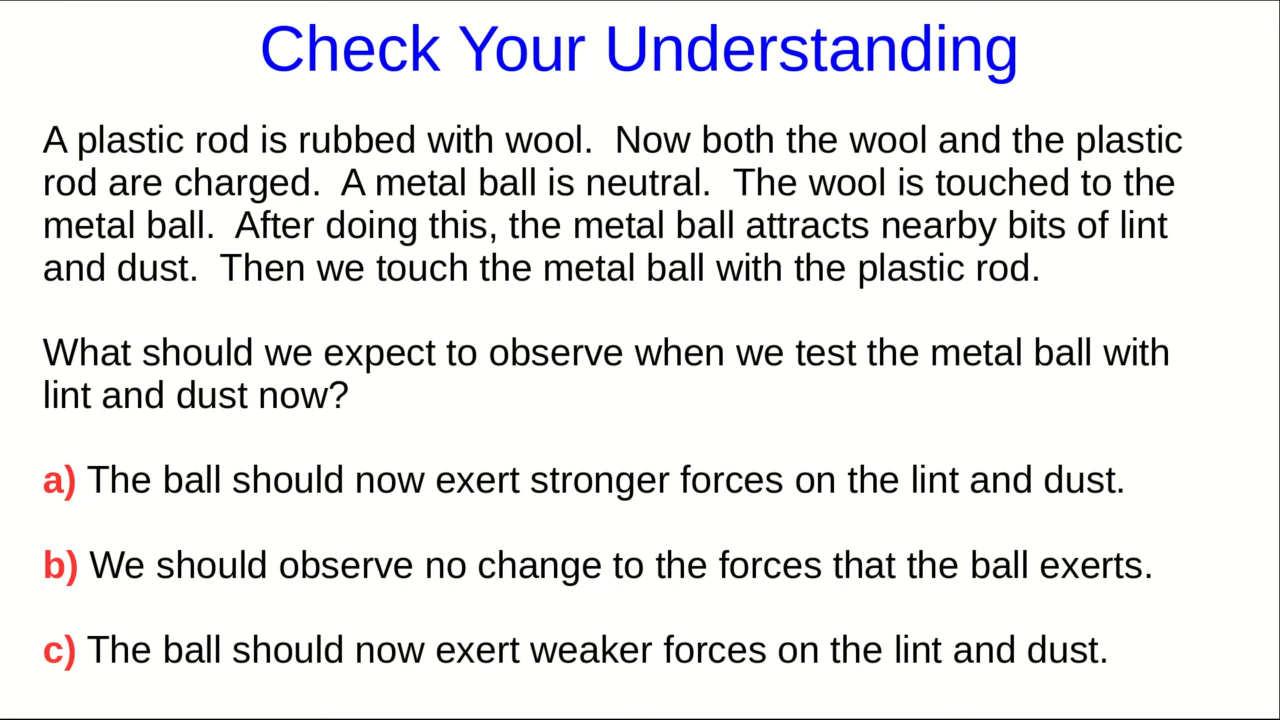 Check Your Understanding
A plastic rod is rubbed with wool.  Now both the wool and the plastic
rod are charged.  A metal ball is neutral.  The wool is touched to the
metal ball.  After doing this, the metal ball attracts nearby bits of lint
and dust.  Then we touch the metal ball with the plastic rod.
What should we expect to observe when we test the metal ball with
lint and dust now?
a) The ball should now exert stronger forces on the lint and dust.
b) We should observe no change to the forces that the ball exerts.
c) The ball should now exert weaker forces on the lint and dust.